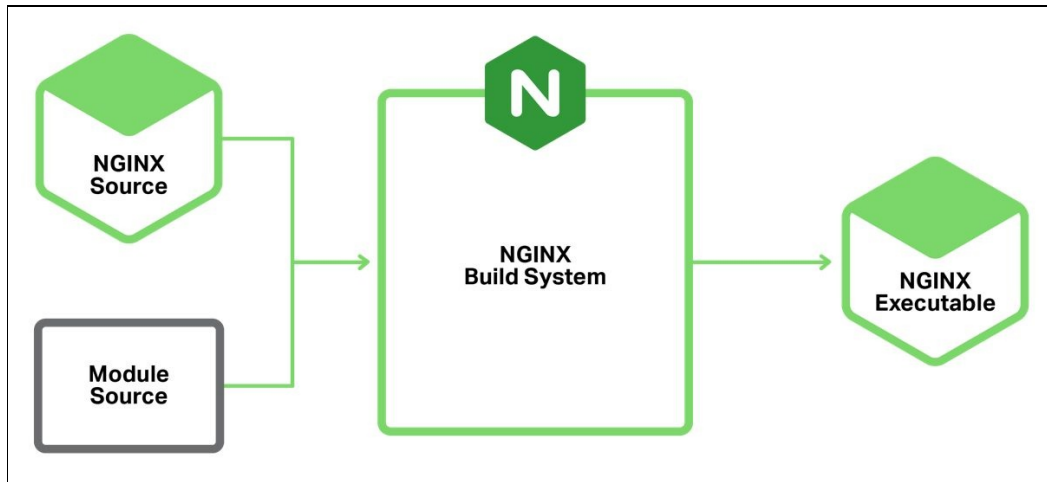 NGINX
Source
N
NGINX
Build System
NGINX
Executable
Module
Source